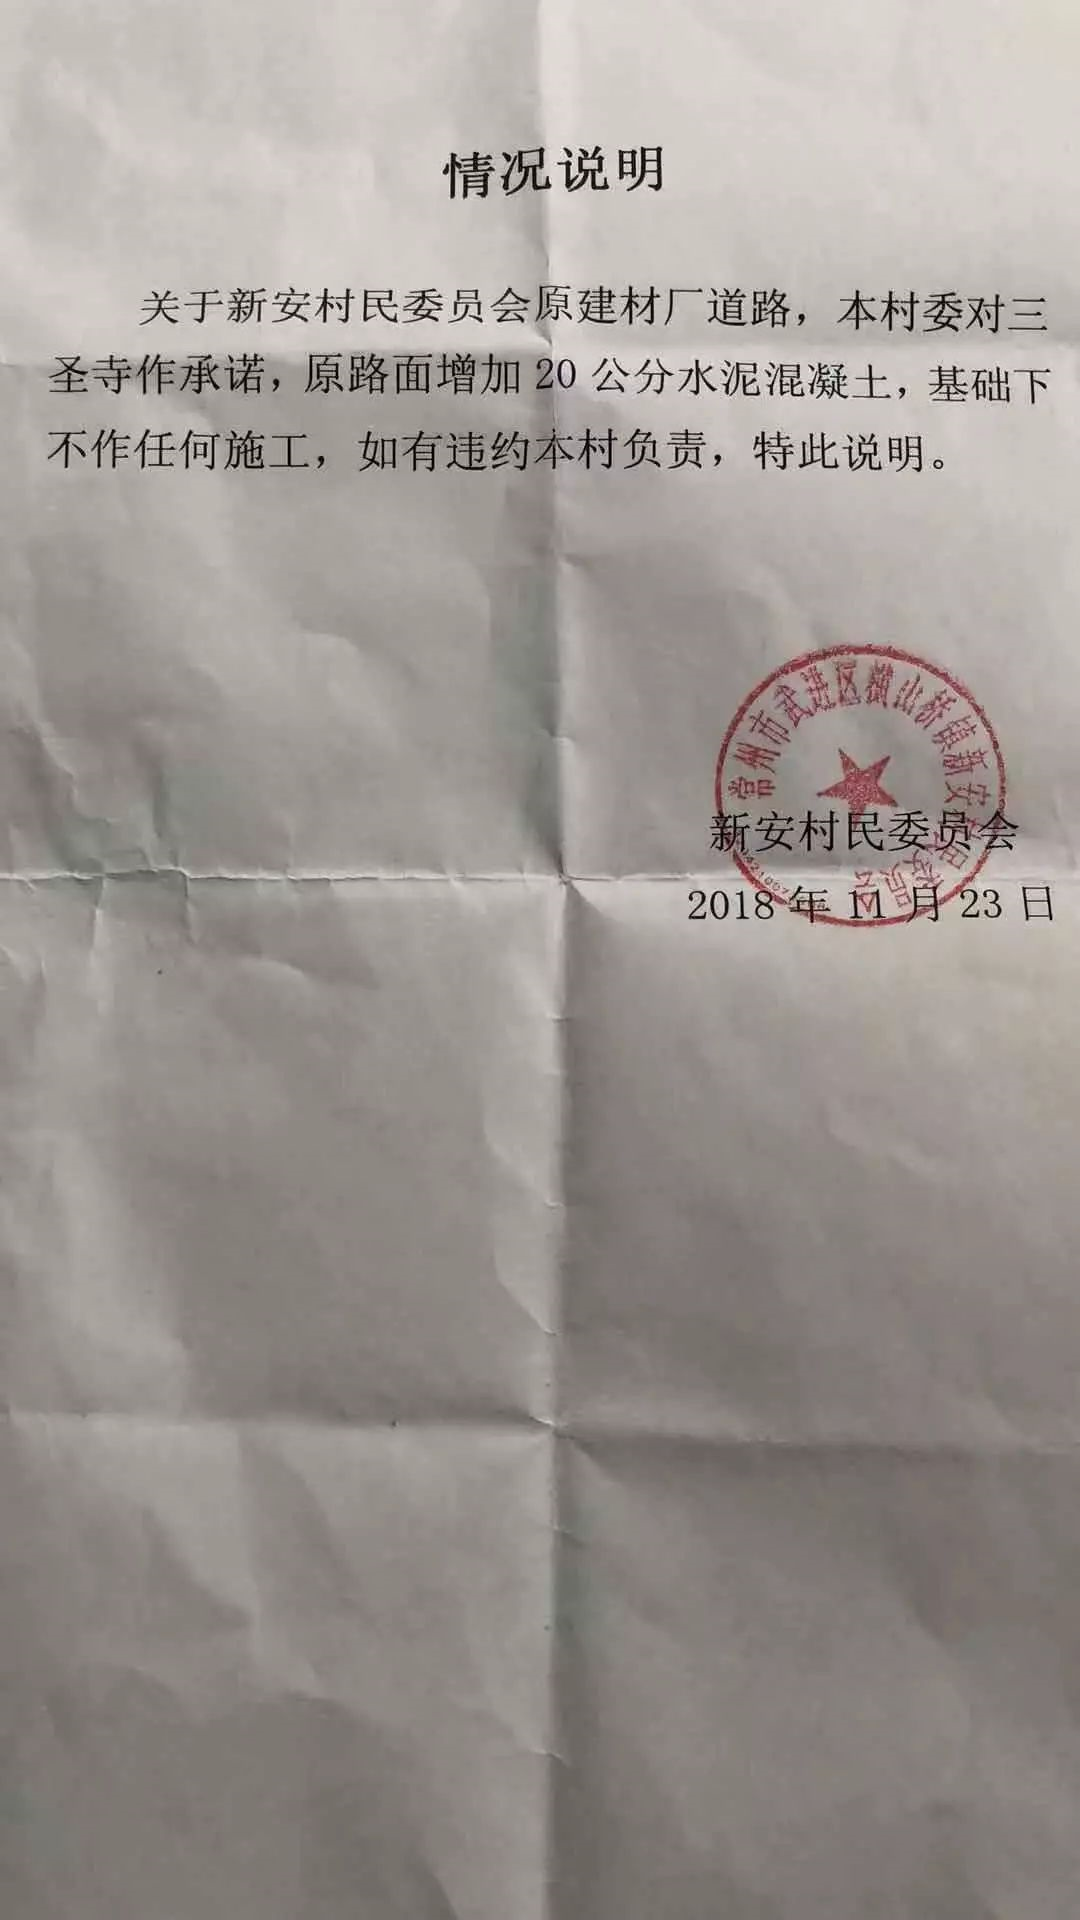 情况说明
关于新安村民委员会原建材厂道路，本村委对三
圣寺作承诺，原路面增加 20 公分水泥混凝土，基础下
不作任何施工，如有违约本村负责，特此说明。
常州市武进区横山桥镇新安村民委员会
新安村民委员会
2018 年 11 月 23 日